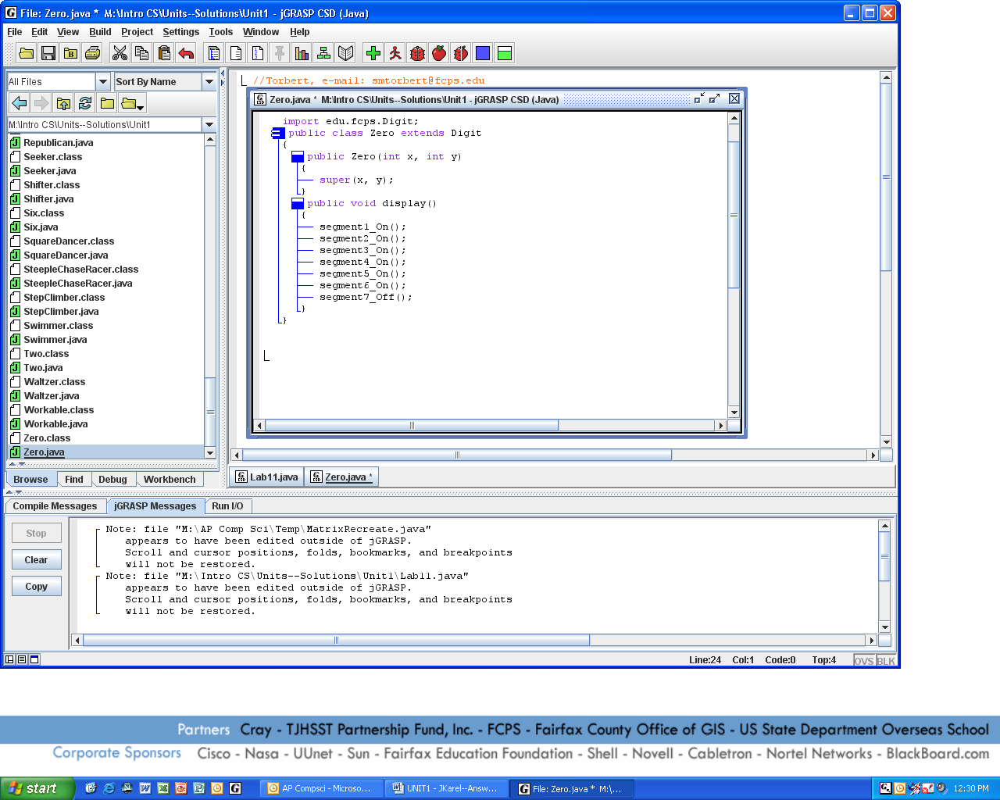 File: Zero.java *  M:\Intro CS\Units--Solutions\Unit1 - jGRASP CSD (Java)
File Edit View Build Project Settings Tools Window Help
All Files
Sort By Name
M:\Intro CS\Units--Solutions\Unit1
Republican.java
Seeker.class
Seeker.java
Shifter.class
Shifter.java
Six.class
Six.java
SquareDancer.class
SquareDancer.java
SteepleChaseRacer.class
SteepleChaseRacer.java
StepClimber.class
StepClimber.java
Swimmer.class
Swimmer.java
Two.class
Two.java
Waltzer.class
Waltzer.java
Workable.class
Workable.java
Zero.class
Zero.java
Browse Find Debug Workbench
//Torbert, e-mail: smtorbert@fcps.edu
Zero.java *  M:\Intro CS\Units--Solutions\Unit1 - jGRASP CSD (Java)
import edu.fcps.Digit;
public class Zero extends Digit
{
public Zero(int x, int y)
{
super(x, y);
}
public void display()
{
segment1_On();
segment2_On();
segment3_On();
segment4_On();
segment5_On();
segment6_On();
segment7_Off();
}
}
Lab11.java Zero.java *
Compile Messages jGRASP Messages Run I/O
Stop
Clear
Copy
Note: file "M:\AP Comp Sci\Temp\MatrixRecreate.java"
appears to have been edited outside of jGRASP.
Scroll and cursor positions, folds, bookmarks, and breakpoints
will not be restored.
Note: file "M:\Intro CS\Units--Solutions\Unit1\Lab11.java"
appears to have been edited outside of jGRASP.
Scroll and cursor positions, folds, bookmarks, and breakpoints
will not be restored.
Line:24 Col:1 Code:0 Top:4 OVS BLK
Partners Cray - TJHSST Partnership Fund, Inc. - FCPS - Fairfax County Office of GIS - US State Department Overseas School
Corporate Sponsors Cisco - Nasa - UUnet - Sun - Fairfax Education Foundation - Shell - Novell - Cabletron - Nortel Networks - BlackBoard.com
start AP Compsci - Microso... UNIT1 - JKarel--Answ... File: Zero.java *  M:\... 12:30 PM